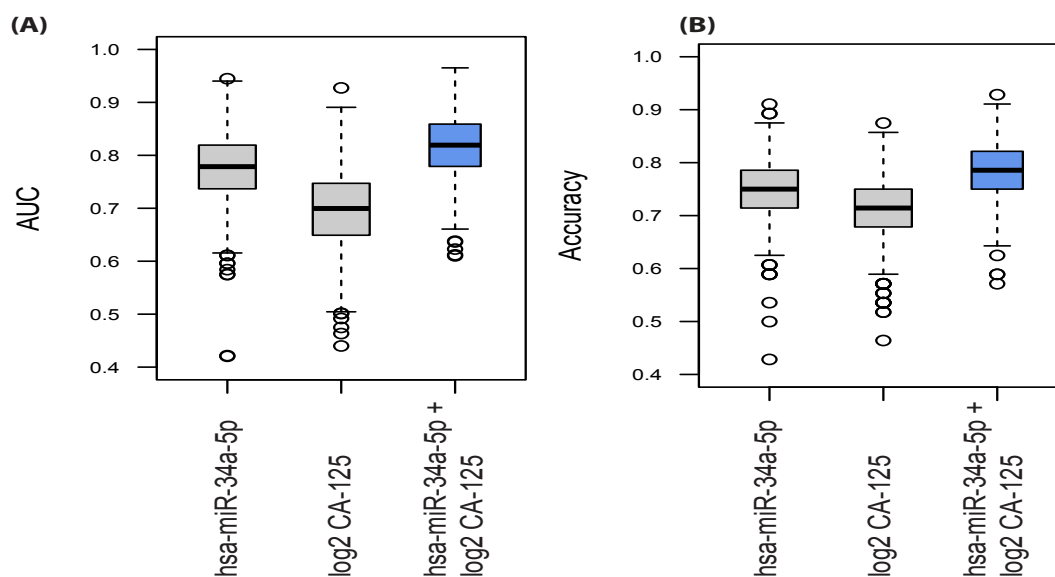 (A)
AUC
1.0
0.9
0.8
0.7
0.6
0.5
0.4
hsa-miR-34a-5p
log2 CA-125
hsa-miR-34a-5p +
log2 CA-125
(B)
Accuracy
1.0
0.9
0.8
0.7
0.6
0.5
0.4
hsa-miR-34a-5p
log2 CA-125
hsa-miR-34a-5p +
log2 CA-125